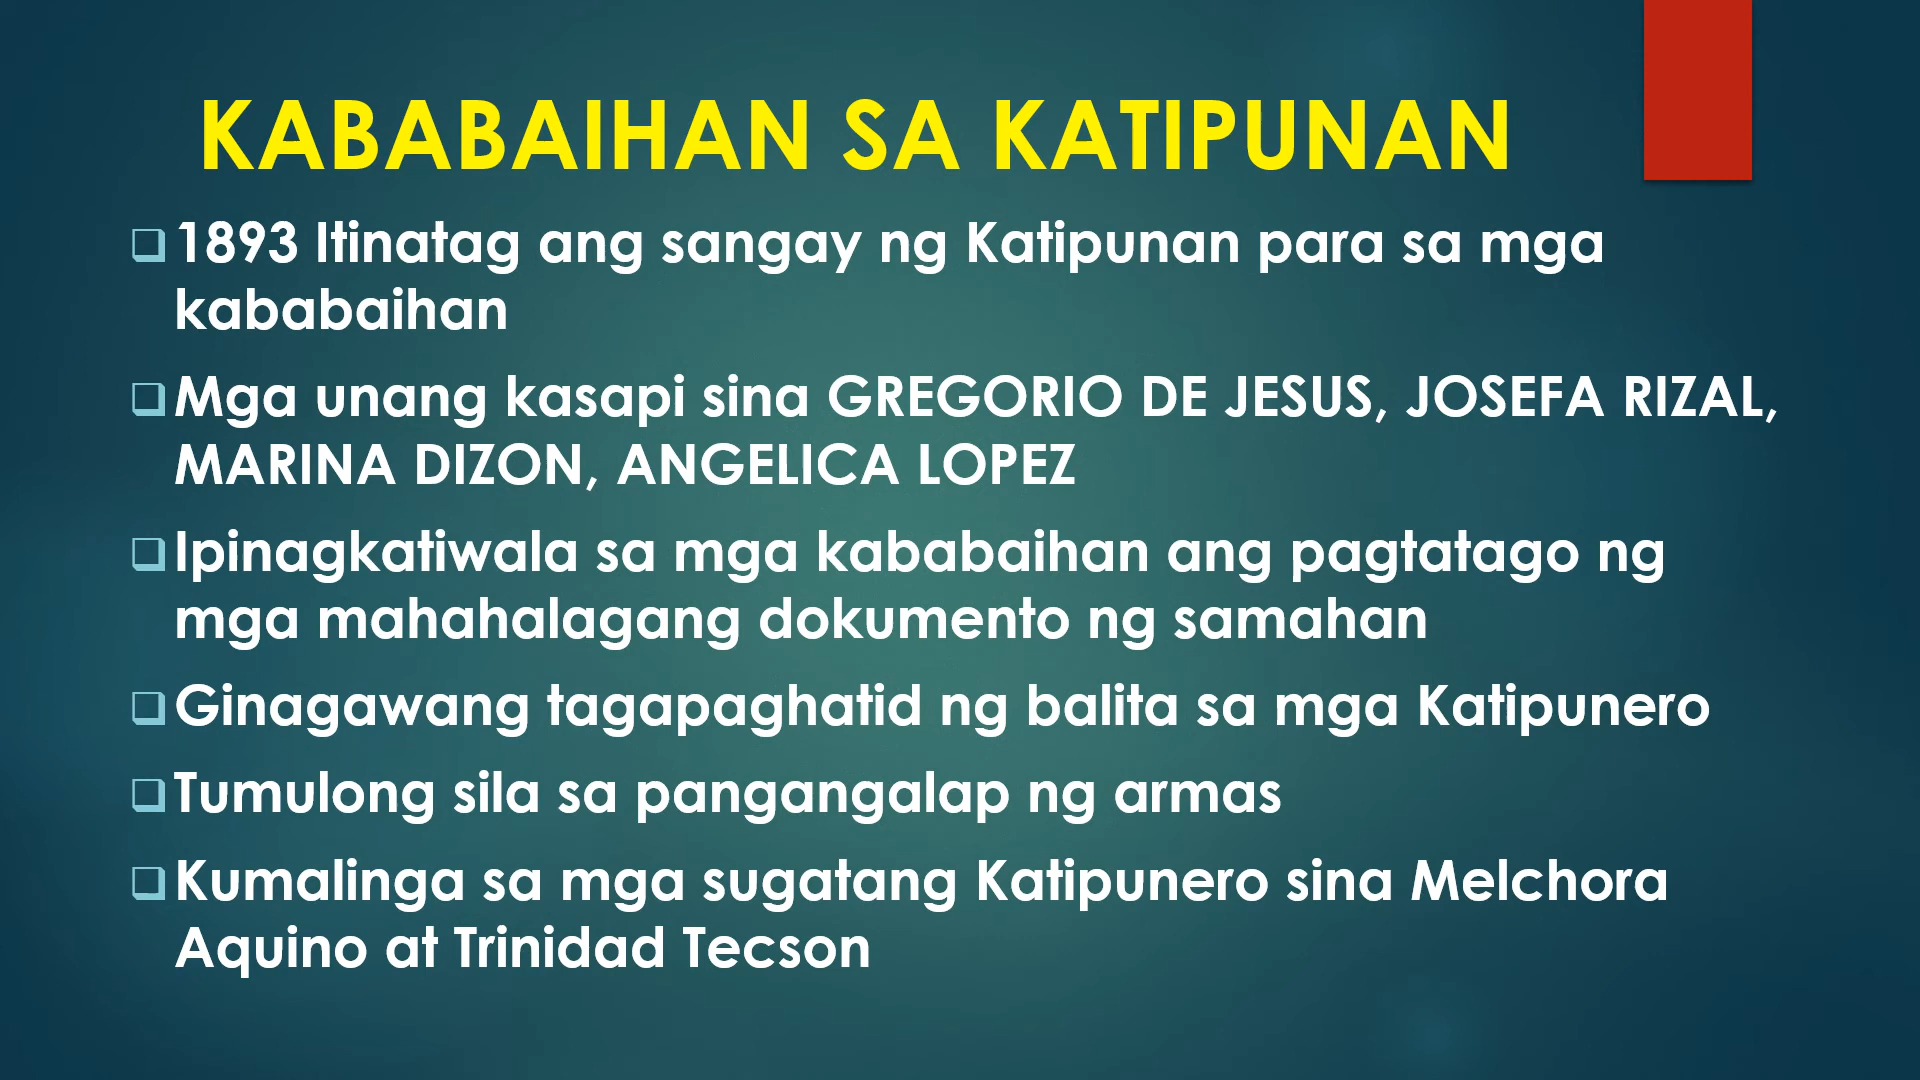 KABABAIHAN SA KATIPUNAN
1893 Itinatag ang sangay ng Katipunan para sa mga
kababaihan
Mga unang kasapi sina GREGORIO DE JESUS, JOSEFA RIZAL,
MARINA DIZON, ANGELICA LOPEZ
Ipinagkatiwala sa mga kababaihan ang pagtatago ng
mga mahahalagang dokumento ng samahan
Ginagawang tagapaghatid ng balita sa mga Katipunero
Tumulong sila sa pangangalap ng armas
Kumalinga sa mga sugatang Katipunero sina Melchora
Aquino at Trinidad Tecson